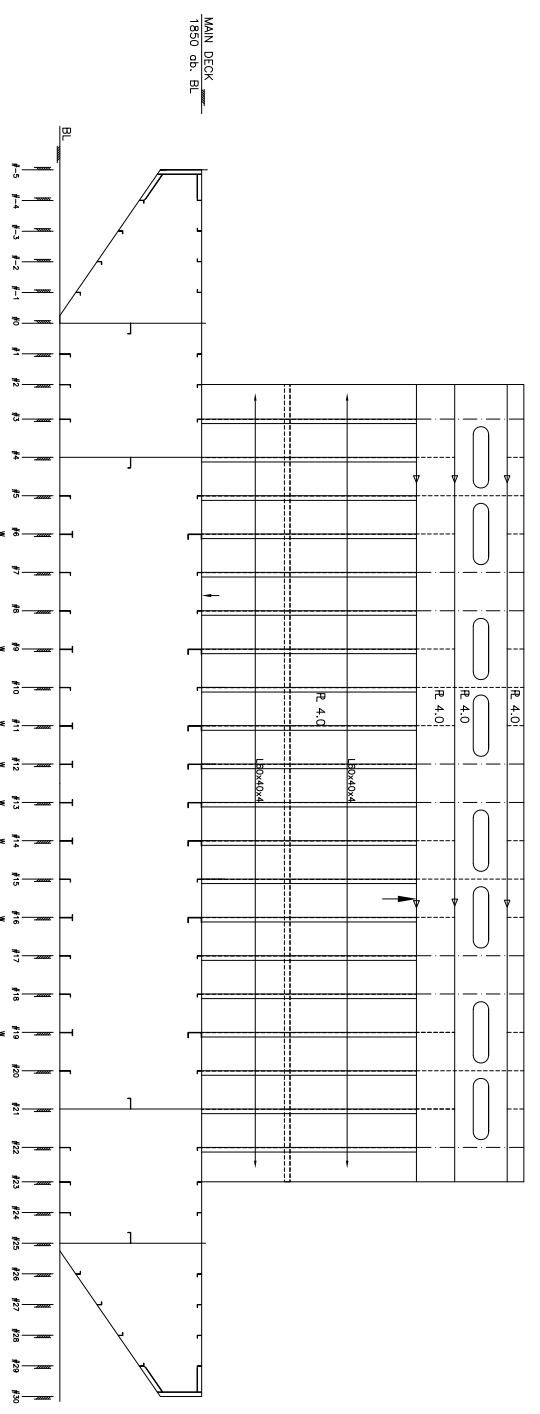 MAIN DECK
1850 ab. BL
BL
PL 4.0
PL 4.0
PL 4.0
PL 4.0
L60x40x4
L60x40x4
#-5
#-4
#-3
#-2
#-1
#0
#1
#2
#3
#4
#5
#6
W
#7
#8
#9
W
#10
#11
W
#12
W
#13
W
#14
W
#15
#16
W
#17
#18
#19
W
#20
#21
#22
#23
#24
#25
#26
#27
#28
#29
#30